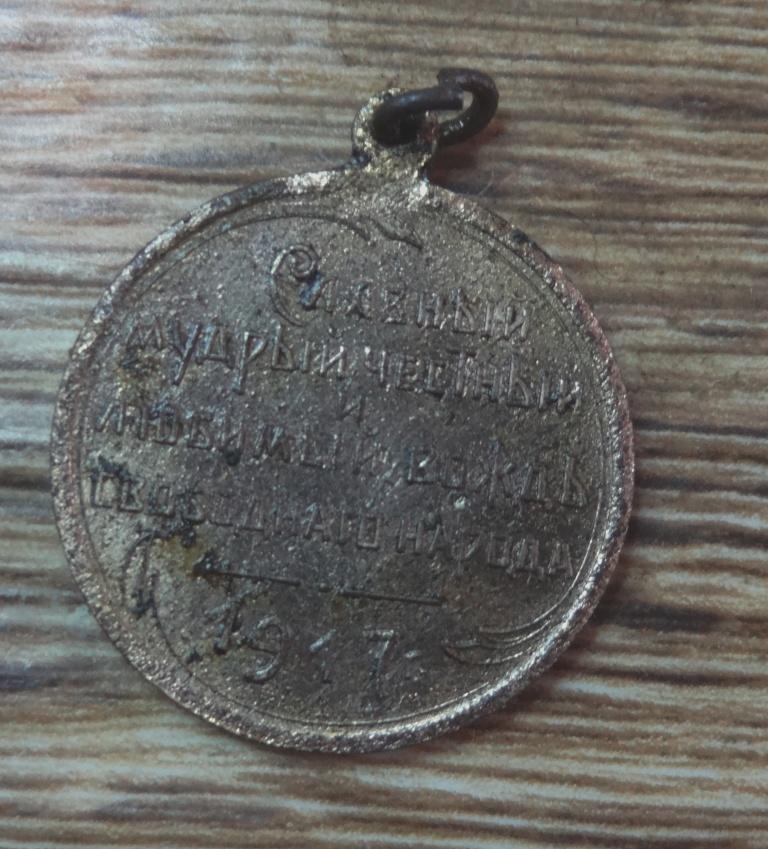 Славный
мудрый честный
и
любимый вождь
свободнаго народа
1917